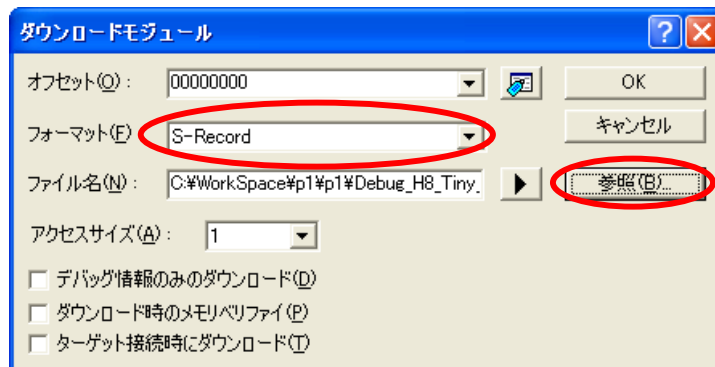 ダウンロードモジュール
オフセット(O): 00000000 OK
フォーマット(F) S-Record キャンセル
ファイル名(N): C:¥WorkSpace¥p1¥p1¥Debug_H8_Tiny_ 参照(B)...
アクセスサイズ(A): 1
デバッグ情報のみのダウンロード(D)
ダウンロード時のメモリベリファイ(P)
ターゲット接続時にダウンロード(T)